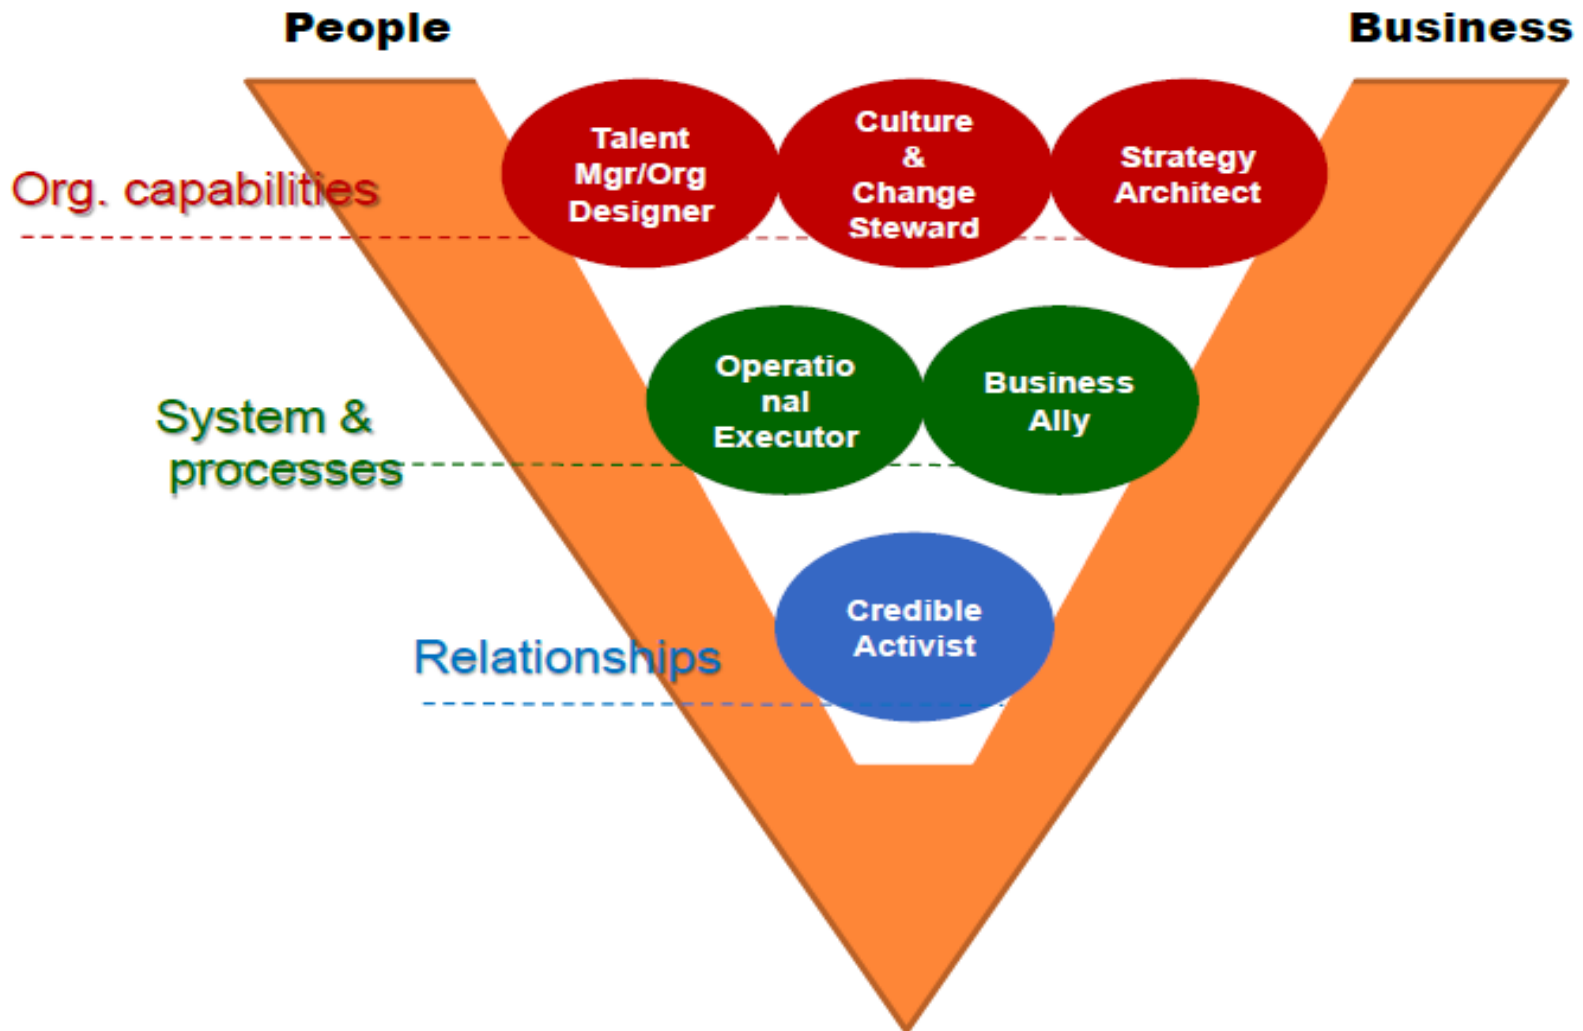 People
Business
Org. capabilities
Talent
Mgr/Org
Designer
Culture
&
Change
Steward
Strategy
Architect
System &
processes
Operatio
nal
Executor
Business
Ally
Relationships
Credible
Activist